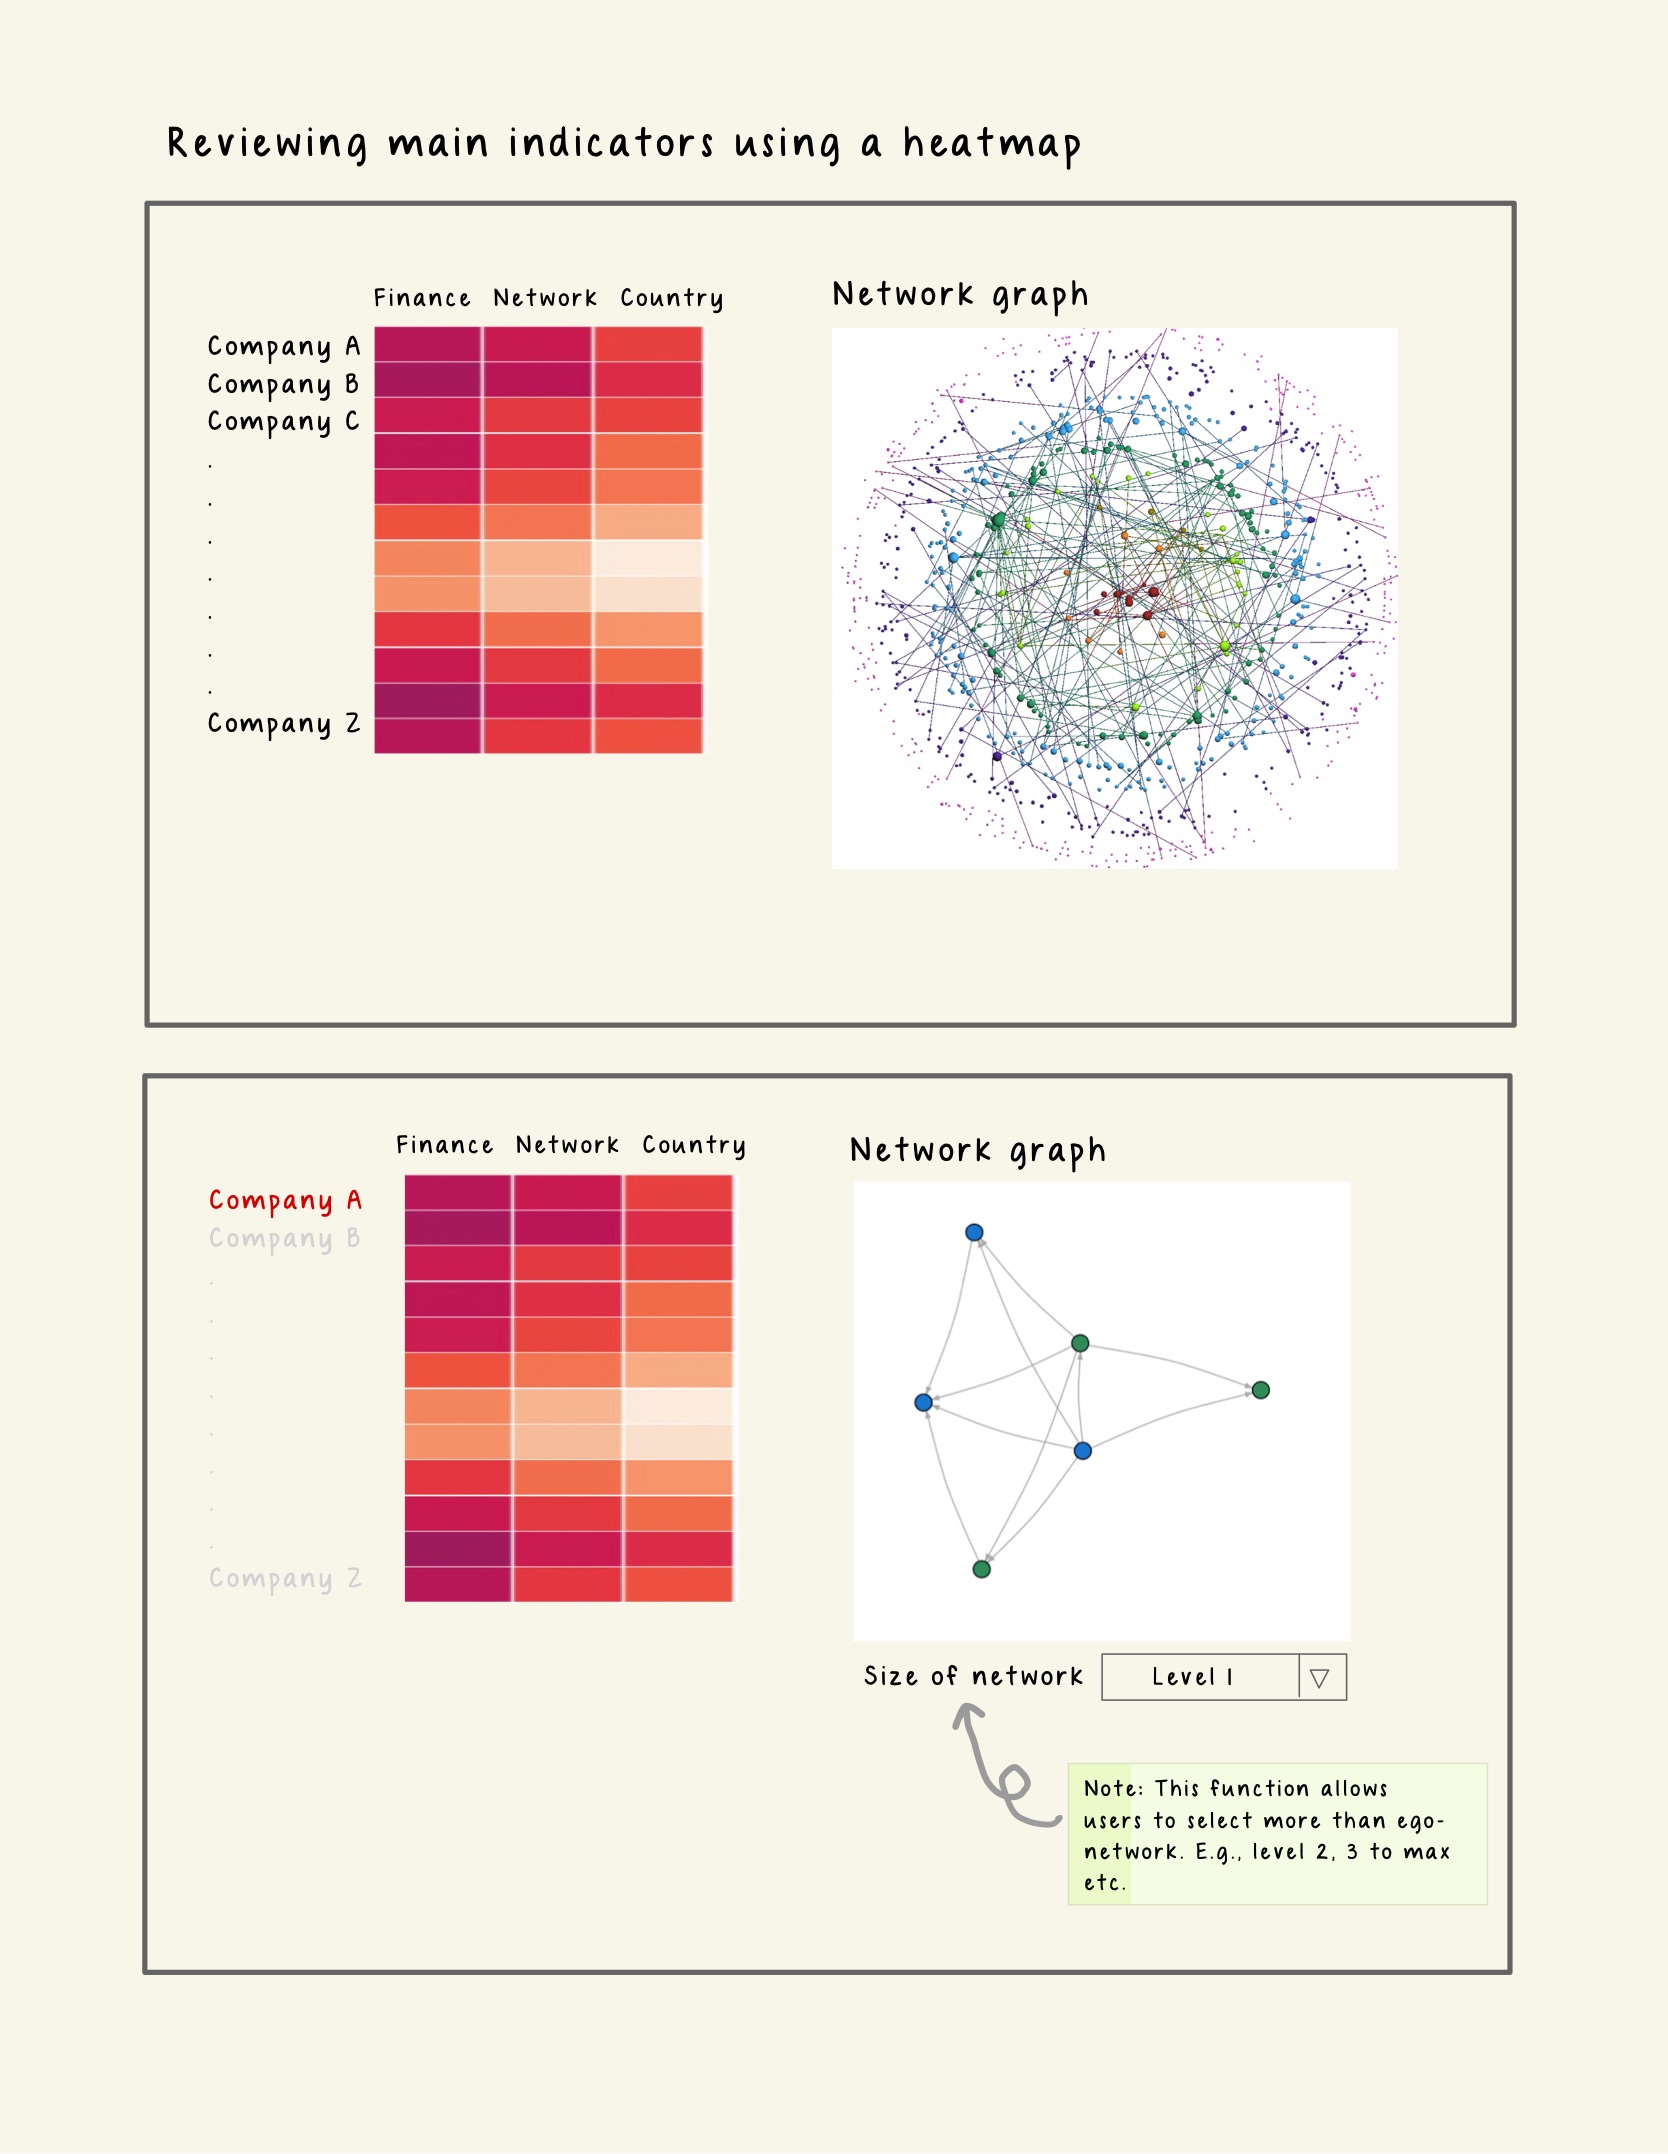 Reviewing main indicators using a heatmap
Finance Network Country
Company A
Company B
Company C
.
.
.
.
.
.
.
Company Z
Network graph
Finance Network Country
Company A
Company B
.
.
.
.
.
.
.
.
Company Z
Network graph
Size of network
Level 1
Note: This function allows
users to select more than ego-
network. E.g., level 2, 3 to max
etc.